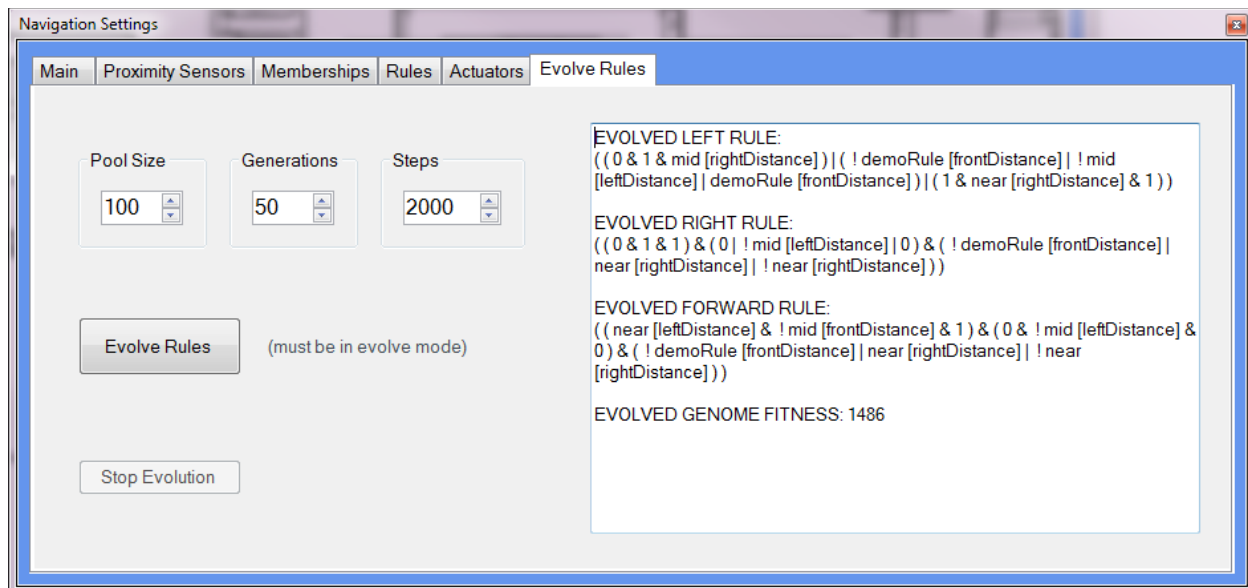 Navigation Settings
Main Proximity Sensors Memberships Rules Actuators Evolve Rules
Pool Size Generations Steps
100 50 2000
Evolve Rules (must be in evolve mode)
Stop Evolution
EVOLVED LEFT RULE:
( ( 0 & 1 & mid [rightDistance] ) | ( ! demoRule [frontDistance] | ! mid
[leftDistance] | demoRule [frontDistance] ) | ( 1 & near [rightDistance] & 1 ) )
EVOLVED RIGHT RULE:
( ( 0 & 1 & 1 ) & ( 0 | ! mid [leftDistance] | 0 ) & ( ! demoRule [frontDistance] |
near [rightDistance] | ! near [rightDistance] ) )
EVOLVED FORWARD RULE:
( ( near [leftDistance] & ! mid [frontDistance] & 1 ) & ( 0 & ! mid [leftDistance] &
0 ) & ( ! demoRule [frontDistance] | near [rightDistance] | ! near
[rightDistance] ) )
EVOLVED GENOME FITNESS: 1486